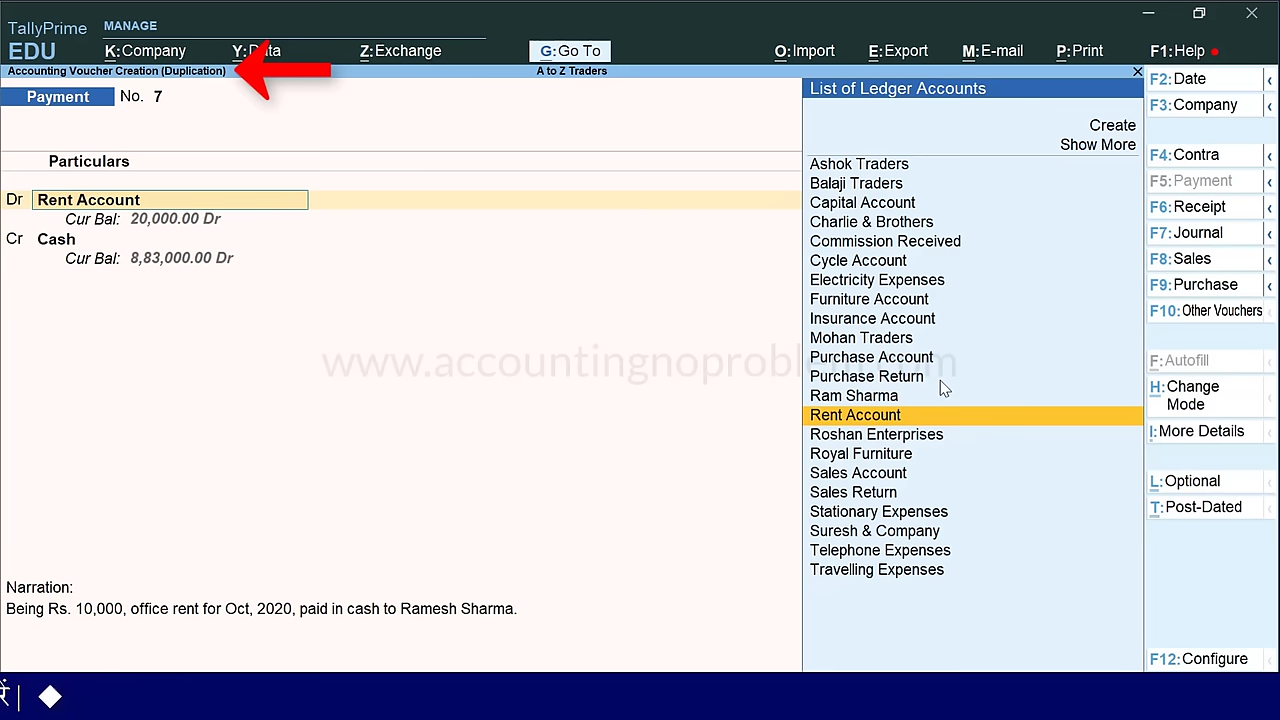 TallyPrime
MANAGE
EDU
K:Company
Z:Exchange
G:Go To
O:Import
E:Export
M:E-mail
P:Print
F1:Help
Accounting Voucher Creation (Duplication)
A to Z Traders
Payment No. 7
Particulars
Dr Rent Account
Cur Bal: 20,000.00 Dr
Cr Cash
Cur Bal: 8,83,000.00 Dr
Narration:
Being Rs. 10,000, office rent for Oct, 2020, paid in cash to Ramesh Sharma.
www.accountingnoproblem.com
List of Ledger Accounts
Create
Show More
Ashok Traders
Balaji Traders
Capital Account
Charlie & Brothers
Commission Received
Cycle Account
Electricity Expenses
Furniture Account
Insurance Account
Mohan Traders
Purchase Account
Purchase Return
Ram Sharma
Rent Account
Roshan Enterprises
Royal Furniture
Sales Account
Sales Return
Stationary Expenses
Suresh & Company
Telephone Expenses
Travelling Expenses
F2:Date
F3:Company
F4:Contra
F5:Payment
F6:Receipt
F7:Journal
F8:Sales
F9:Purchase
F10:Other Vouchers
F:Autofill
H:Change
Mode
I:More Details
L:Optional
T:Post-Dated
F12:Configure